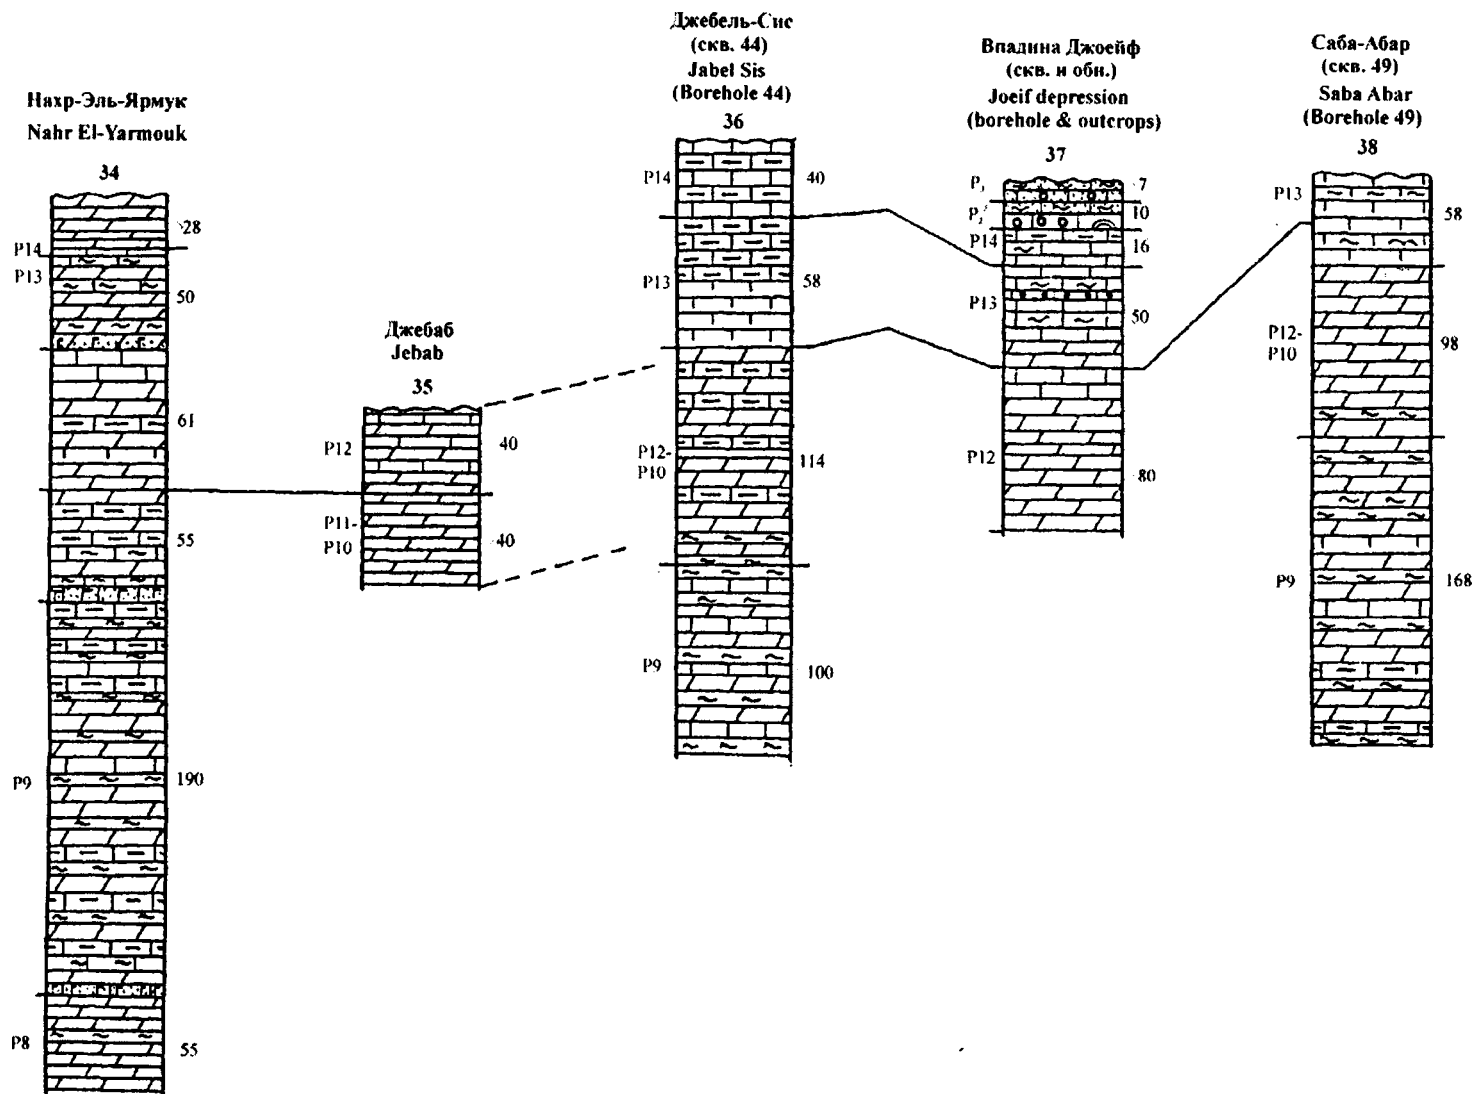 Нахр-Эль-Ярмук
Nahr El-Yarmouk
34
28
P14
P13
50
61
55
P9
190
P8
55
Джебаб
Jebab
35
P12
40
P11-
P10
40
Джебель-Сис
(скв. 44)
Jabel Sis
(Borehole 44)
36
P14
40
P13
58
P12-
P10
114
P9
100
Впадина Джоейф
(скв. и обн.)
Joeif depression
(borehole & outcrops)
37
7
10
P14
16
P13
50
P12
80
Саба-Абар
(скв. 49)
Saba Abar
(Borehole 49)
38
P13
58
P12-
P10
98
P9
168